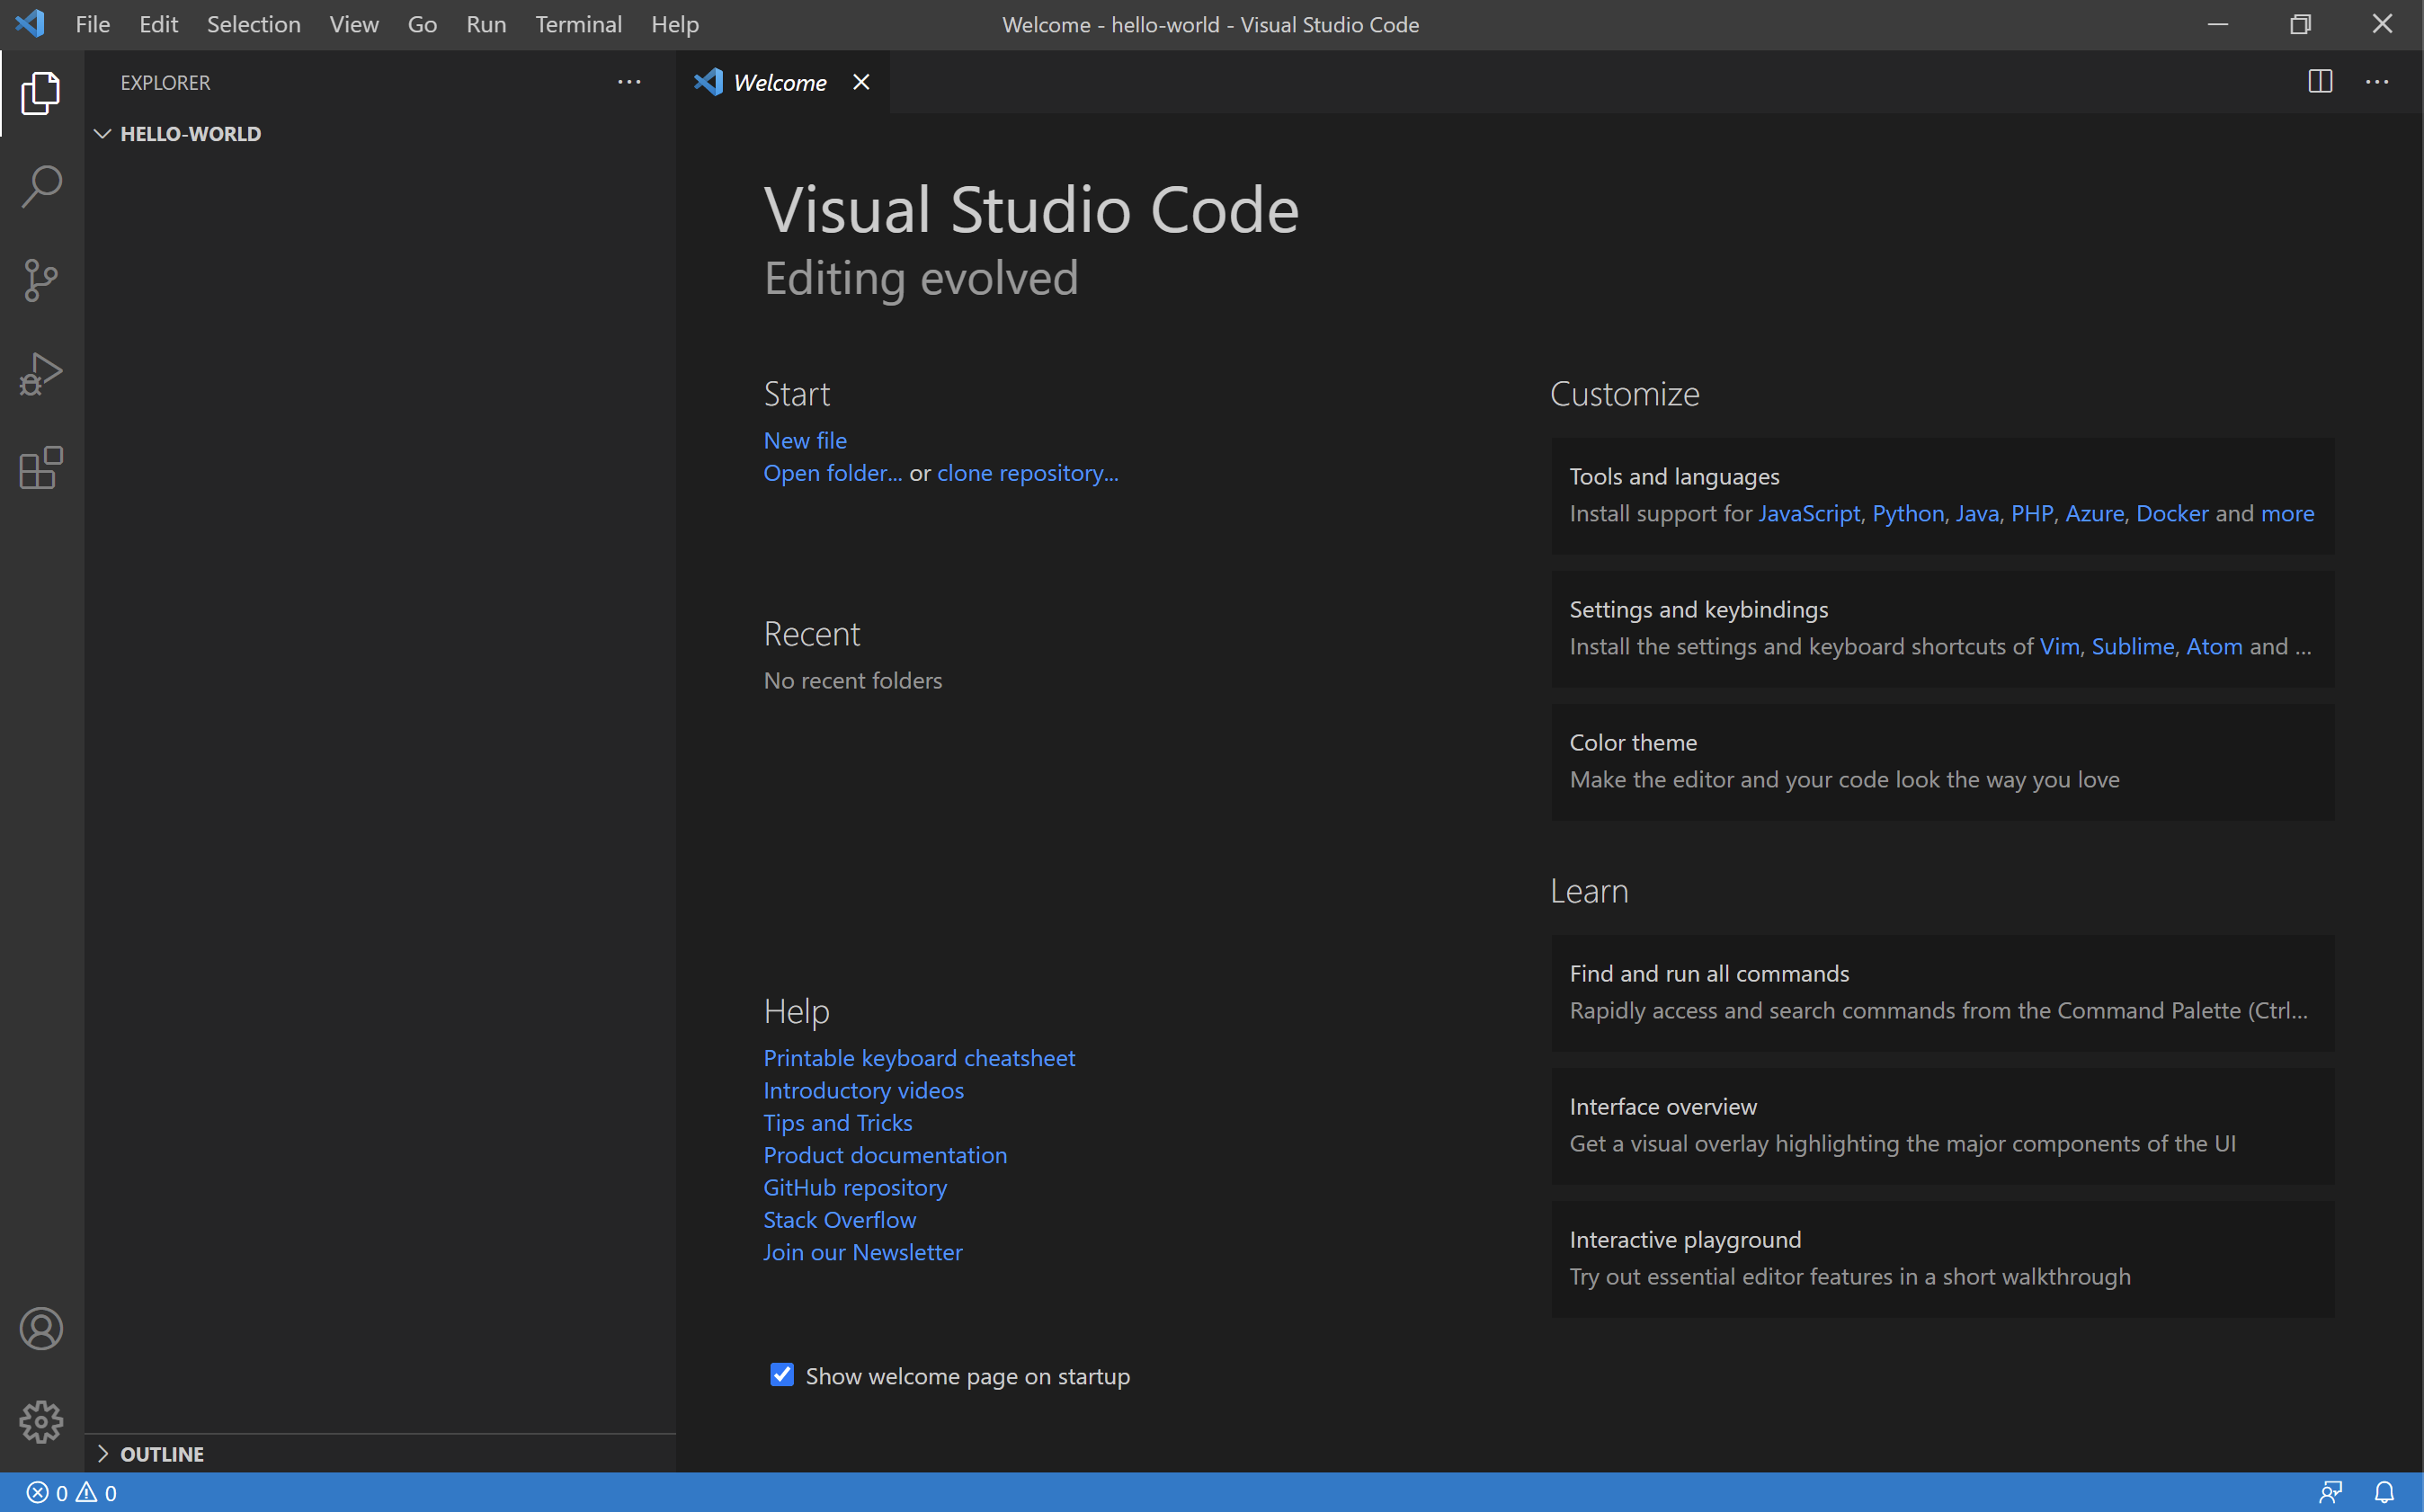 File Edit Selection View Go Run Terminal Help
Welcome - hello-world - Visual Studio Code
EXPLORER
HELLO-WORLD
OUTLINE
Welcome
Visual Studio Code
Editing evolved
Start
New file
Open folder... or clone repository...
Recent
No recent folders
Help
Printable keyboard cheatsheet
Introductory videos
Tips and Tricks
Product documentation
GitHub repository
Stack Overflow
Join our Newsletter
Show welcome page on startup
Customize
Tools and languages
Install support for JavaScript, Python, Java, PHP, Azure, Docker and more
Settings and keybindings
Install the settings and keyboard shortcuts of Vim, Sublime, Atom and ...
Color theme
Make the editor and your code look the way you love
Learn
Find and run all commands
Rapidly access and search commands from the Command Palette (Ctrl...
Interface overview
Get a visual overlay highlighting the major components of the UI
Interactive playground
Try out essential editor features in a short walkthrough
0 0